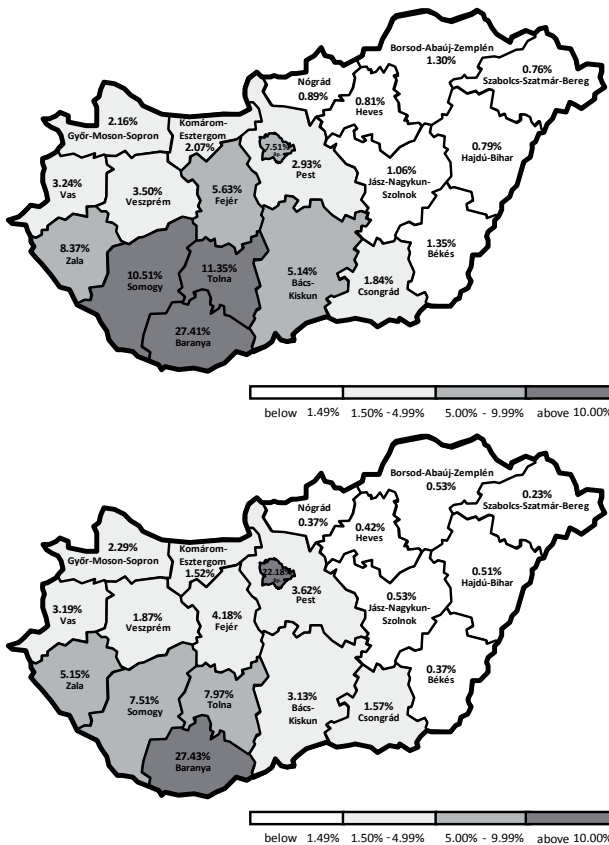 Borsod-Abaúj-Zemplén
1.30%
Nógrád
0.89%
0.76%
Szabolcs-Szatmár-Bereg
0.81%
Heves
2.16%
Győr-Moson-Sopron
Komárom-
Esztergom
2.07%
7.51%
2.93%
Pest
0.79%
Hajdú-Bihar
1.06%
Jász-Nagykun-
Szolnok
3.24%
Vas
3.50%
Veszprém
5.63%
Fejér
8.37%
Zala
10.51%
Somogy
11.35%
Tolna
5.14%
Bács-
Kiskun
1.84%
Csongrád
1.35%
Békés
27.41%
Baranya
below 1.49% 1.50% - 4.99% 5.00% - 9.99% above 10.00%
Borsod-Abaúj-Zemplén
0.53%
Nógrád
0.37%
0.23%
Szabolcs-Szatmár-Bereg
0.42%
Heves
2.29%
Győr-Moson-Sopron
Komárom-
Esztergom
1.52%
22.18%
3.62%
Pest
0.51%
Hajdú-Bihar
0.53%
Jász-Nagykun-
Szolnok
3.19%
Vas
1.87%
Veszprém
4.18%
Fejér
5.15%
Zala
7.51%
Somogy
7.97%
Tolna
3.13%
Bács-
Kiskun
1.57%
Csongrád
0.37%
Békés
27.43%
Baranya
below 1.49% 1.50% - 4.99% 5.00% - 9.99% above 10.00%